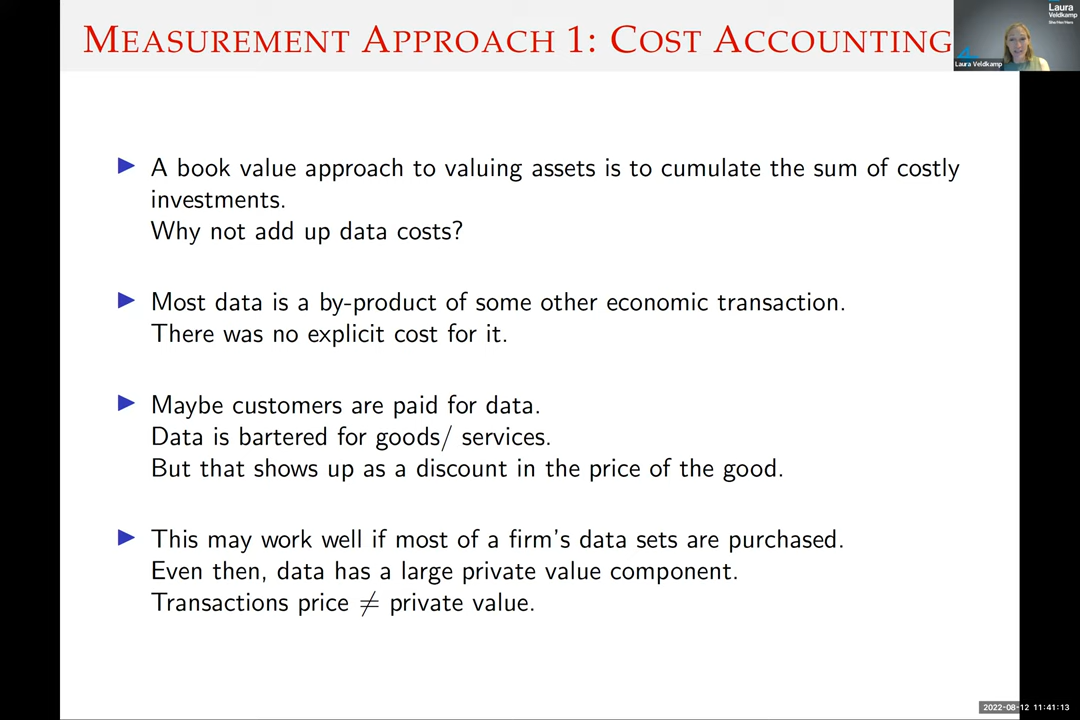 MEASUREMENT APPROACH 1: COST ACCOUNTING
Laura
Veldkamp
Laura Veldkamp
▶ A book value approach to valuing assets is to cumulate the sum of costly
investments.
Why not add up data costs?
▶ Most data is a by-product of some other economic transaction.
There was no explicit cost for it.
▶ Maybe customers are paid for data.
Data is bartered for goods/ services.
But that shows up as a discount in the price of the good.
▶ This may work well if most of a firm's data sets are purchased.
Even then, data has a large private value component.
Transactions price ≠ private value.
2022-08-12 11:41:13